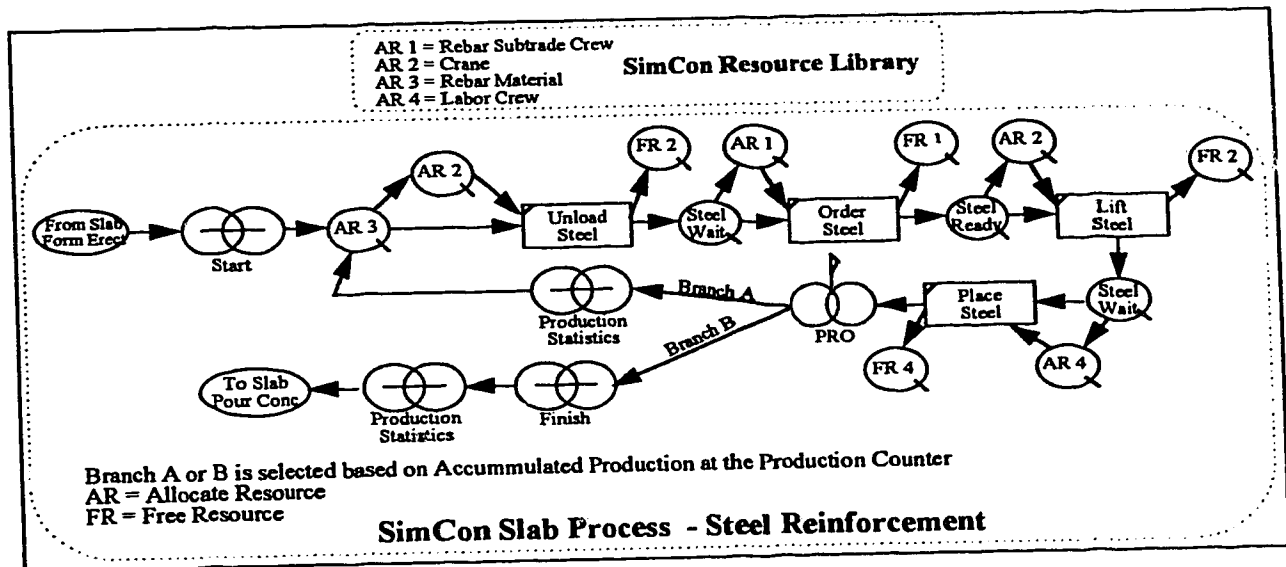 AR 1 = Rebar Subtrade Crew
AR 2 = Crane
AR 3 = Rebar Material
AR 4 = Labor Crew
SimCon Resource Library
From Slab
Form Erect
Start
AR 3
AR 2
Unload
Steel
FR 2
Steel
Wait
AR 1
Order
Steel
FR 1
Steel
Ready
AR 2
Lift
Steel
FR 2
Steel
Wait
AR 4
Place
Steel
FR 4
PRO
Branch A
Branch B
Production
Statistics
Finish
Production
Statistics
To Slab
Pour Conc
Branch A or B is selected based on Accummulated Production at the Production Counter
AR = Allocate Resource
FR = Free Resource
SimCon Slab Process - Steel Reinforcement